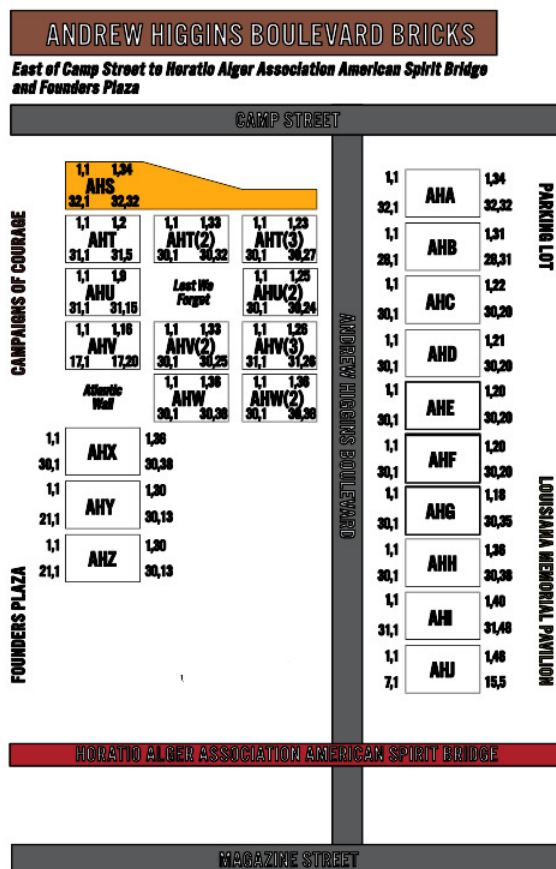 ANDREW HIGGINS BOULEVARD BRICKS
East of Camp Street to Horatio Alger Association American Spirit Bridge
and Founders Plaza
CAMP STREET
1,1 1,34
AHS
32,1 32,32
1,1 1,2
AHT
31,1 31,5
1,1 1,33
AHT(2)
30,1 30,32
1,1 1,23
AHT(3)
30,1 30,27
1,1 1,9
AHU
31,1 31,15
Lest We
Forget
1,1 1,25
AHU(2)
30,1 30,24
1,1 1,16
AHV
17,1 17,20
1,1 1,33
AHV(2)
30,1 30,25
1,1 1,26
AHV(3)
31,1 31,26
Atlantic
Wall
1,1 1,36
AHW
30,1 30,38
1,1 1,36
AHW(2)
30,1 30,38
1,1 1,36
AHX
30,1 30,38
1,1 1,30
AHY
21,1 30,13
1,1 1,30
AHZ
21,1 30,13
CAMPAIGNS OF COURAGE
FOUNDERS PLAZA
ANDREW HIGGINS BOULEVARD
1,1 1,34
AHA
32,1 32,32
1,1 1,31
AHB
28,1 28,31
1,1 1,22
AHC
30,1 30,20
1,1 1,21
AHD
30,1 30,20
1,1 1,20
AHE
30,1 30,20
1,1 1,20
AHF
30,1 30,20
1,1 1,18
AHG
30,1 30,35
1,1 1,36
AHH
30,1 30,38
1,1 1,40
AHI
31,1 31,48
1,1 1,48
AHJ
7,1 15,5
PARKING LOT
LOUISIANA MEMORIAL PAVILION
HORATIO ALGER ASSOCIATION AMERICAN SPIRIT BRIDGE
MAGAZINE STREET